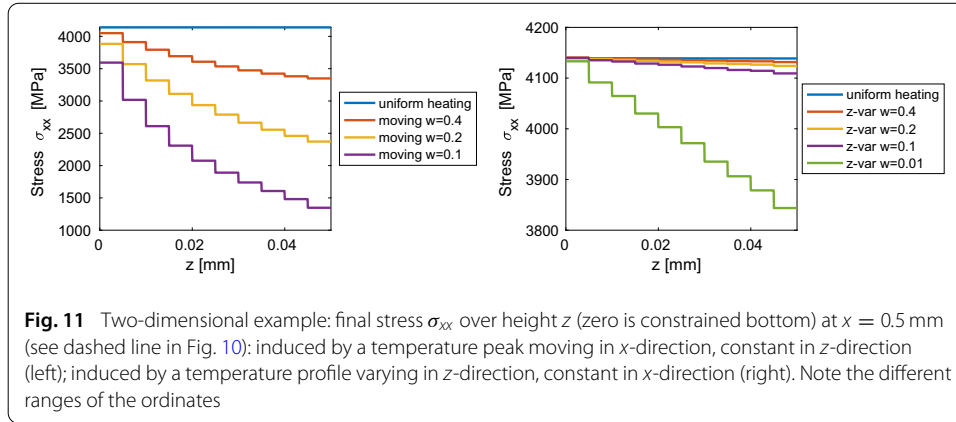 4000
3500
3000
2500
2000
1500
1000
Stress σxx [MPa]
0
0.02
0.04
z [mm]
uniform heating
moving w=0.4
moving w=0.2
moving w=0.1
4200
4100
4000
3900
3800
Stress σxx [MPa]
0
0.02
0.04
z [mm]
uniform heating
z-var w=0.4
z-var w=0.2
z-var w=0.1
z-var w=0.01
Fig. 11 Two-dimensional example: final stress σxx over height z (zero is constrained bottom) at x = 0.5 mm
(see dashed line in Fig. 10): induced by a temperature peak moving in x-direction, constant in z-direction
(left); induced by a temperature profile varying in z-direction, constant in x-direction (right). Note the different
ranges of the ordinates